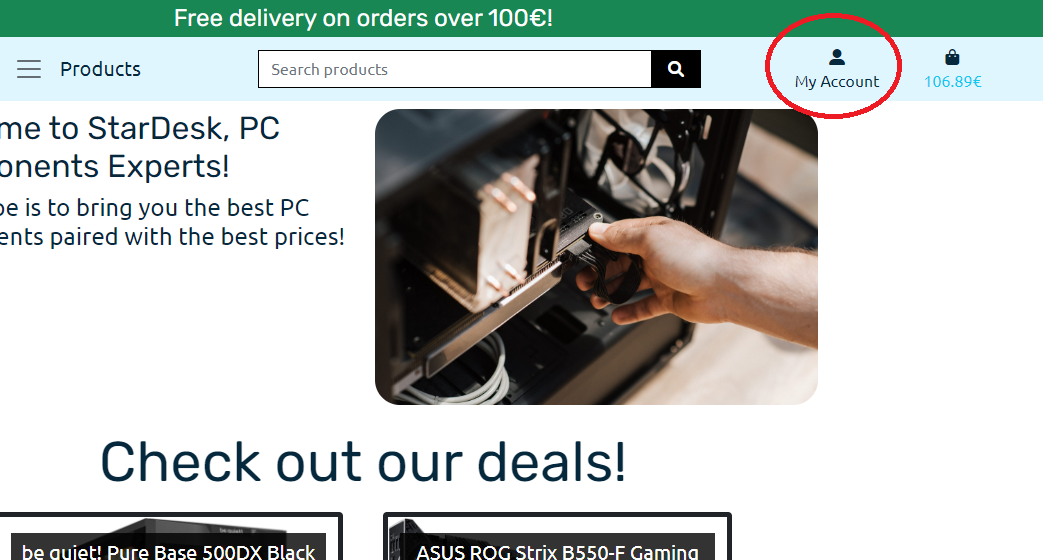 Free delivery on orders over 100€!
Products
Search products
My Account
106.89€
me to StarDesk, PC
onents Experts!
be is to bring you the best PC
ents paired with the best prices!
Check out our deals!
be quiet! Pure Base 500DX Black
ASUS ROG Strix B550-F Gaming